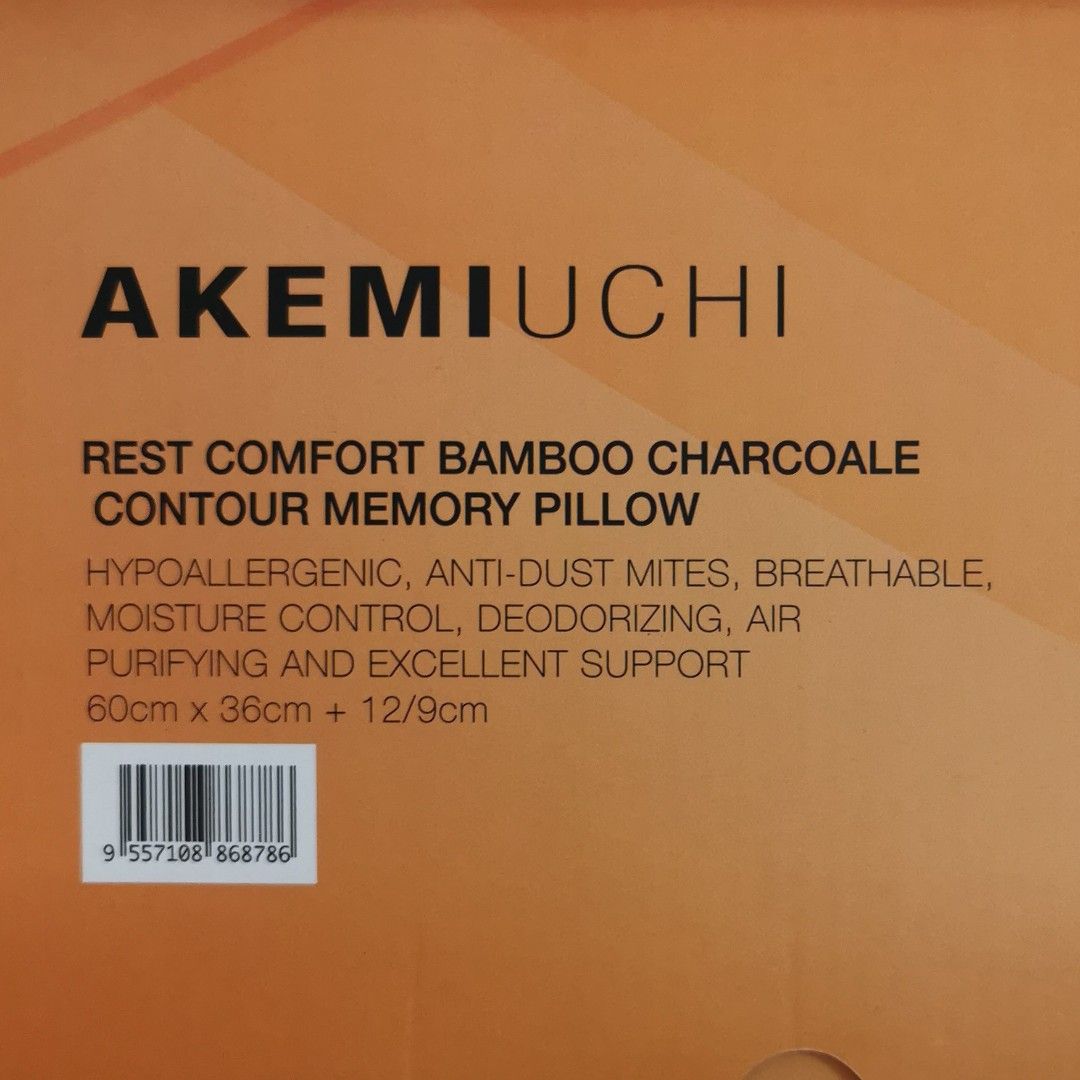 AKEMIUCHI
REST COMFORT BAMBOO CHARCOALE
CONTOUR MEMORY PILLOW
HYPOALLERGENIC, ANTI-DUST MITES, BREATHABLE,
MOISTURE CONTROL, DEODORIZING, AIR
PURIFYING AND EXCELLENT SUPPORT
60cm x 36cm + 12/9cm
9 557108 868786